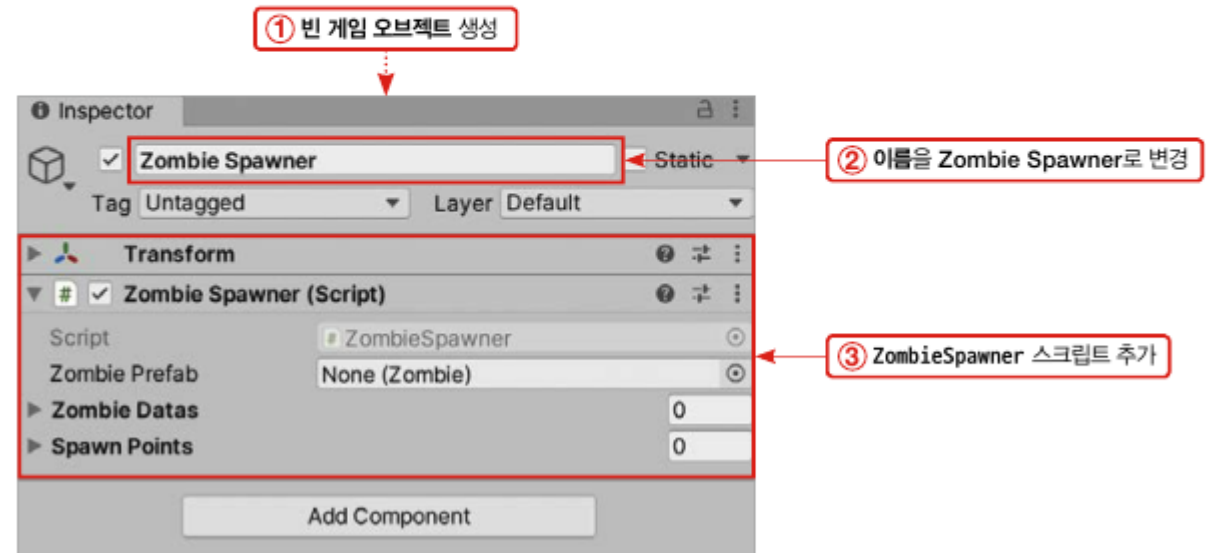 ① 빈 게임 오브젝트 생성
Inspector
Zombie Spawner
Static
② 이름을 Zombie Spawner로 변경
Tag Untagged Layer Default
Transform
# Zombie Spawner (Script)
Script # ZombieSpawner
③ ZombieSpawner 스크립트 추가
Zombie Prefab None (Zombie)
Zombie Datas 0
Spawn Points 0
Add Component